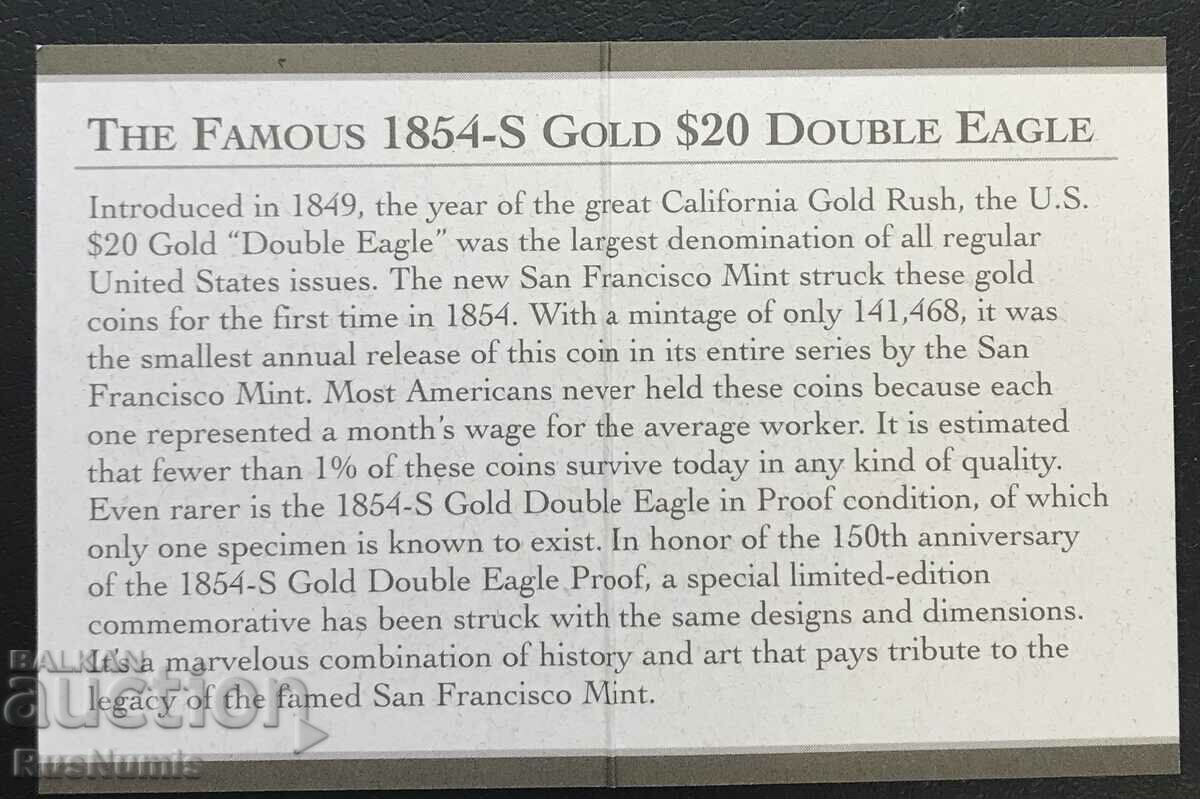 THE FAMOUS 1854-S GOLD $20 DOUBLE EAGLE
Introduced in 1849, the year of the great California Gold Rush, the U.S.
$20 Gold “Double Eagle” was the largest denomination of all regular
United States issues. The new San Francisco Mint struck these gold
coins for the first time in 1854. With a mintage of only 141,468, it was
the smallest annual release of this coin in its entire series by the San
Francisco Mint. Most Americans never held these coins because each
one represented a month's wage for the average worker. It is estimated
that fewer than 1% of these coins survive today in any kind of quality.
Even rarer is the 1854-S Gold Double Eagle in Proof condition, of which
only one specimen is known to exist. In honor of the 150th anniversary
of the 1854-S Gold Double Eagle Proof, a special limited-edition
commemorative has been struck with the same designs and dimensions.
It's a marvelous combination of history and art that pays tribute to the
legacy of the famed San Francisco Mint.
BALKAN
auction
RusNumis